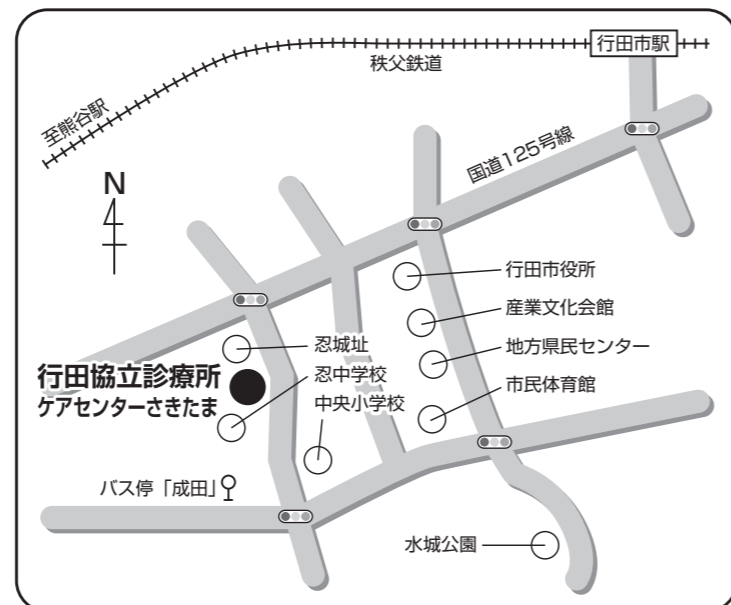 行田市駅
秩父鉄道
至熊谷駅
N
国道125号線
行田市役所
産業文化会館
地方県民センター
市民体育館
忍城址
行田協立診療所
ケアセンターさきたま
忍中学校
中央小学校
バス停「成田」
水城公園